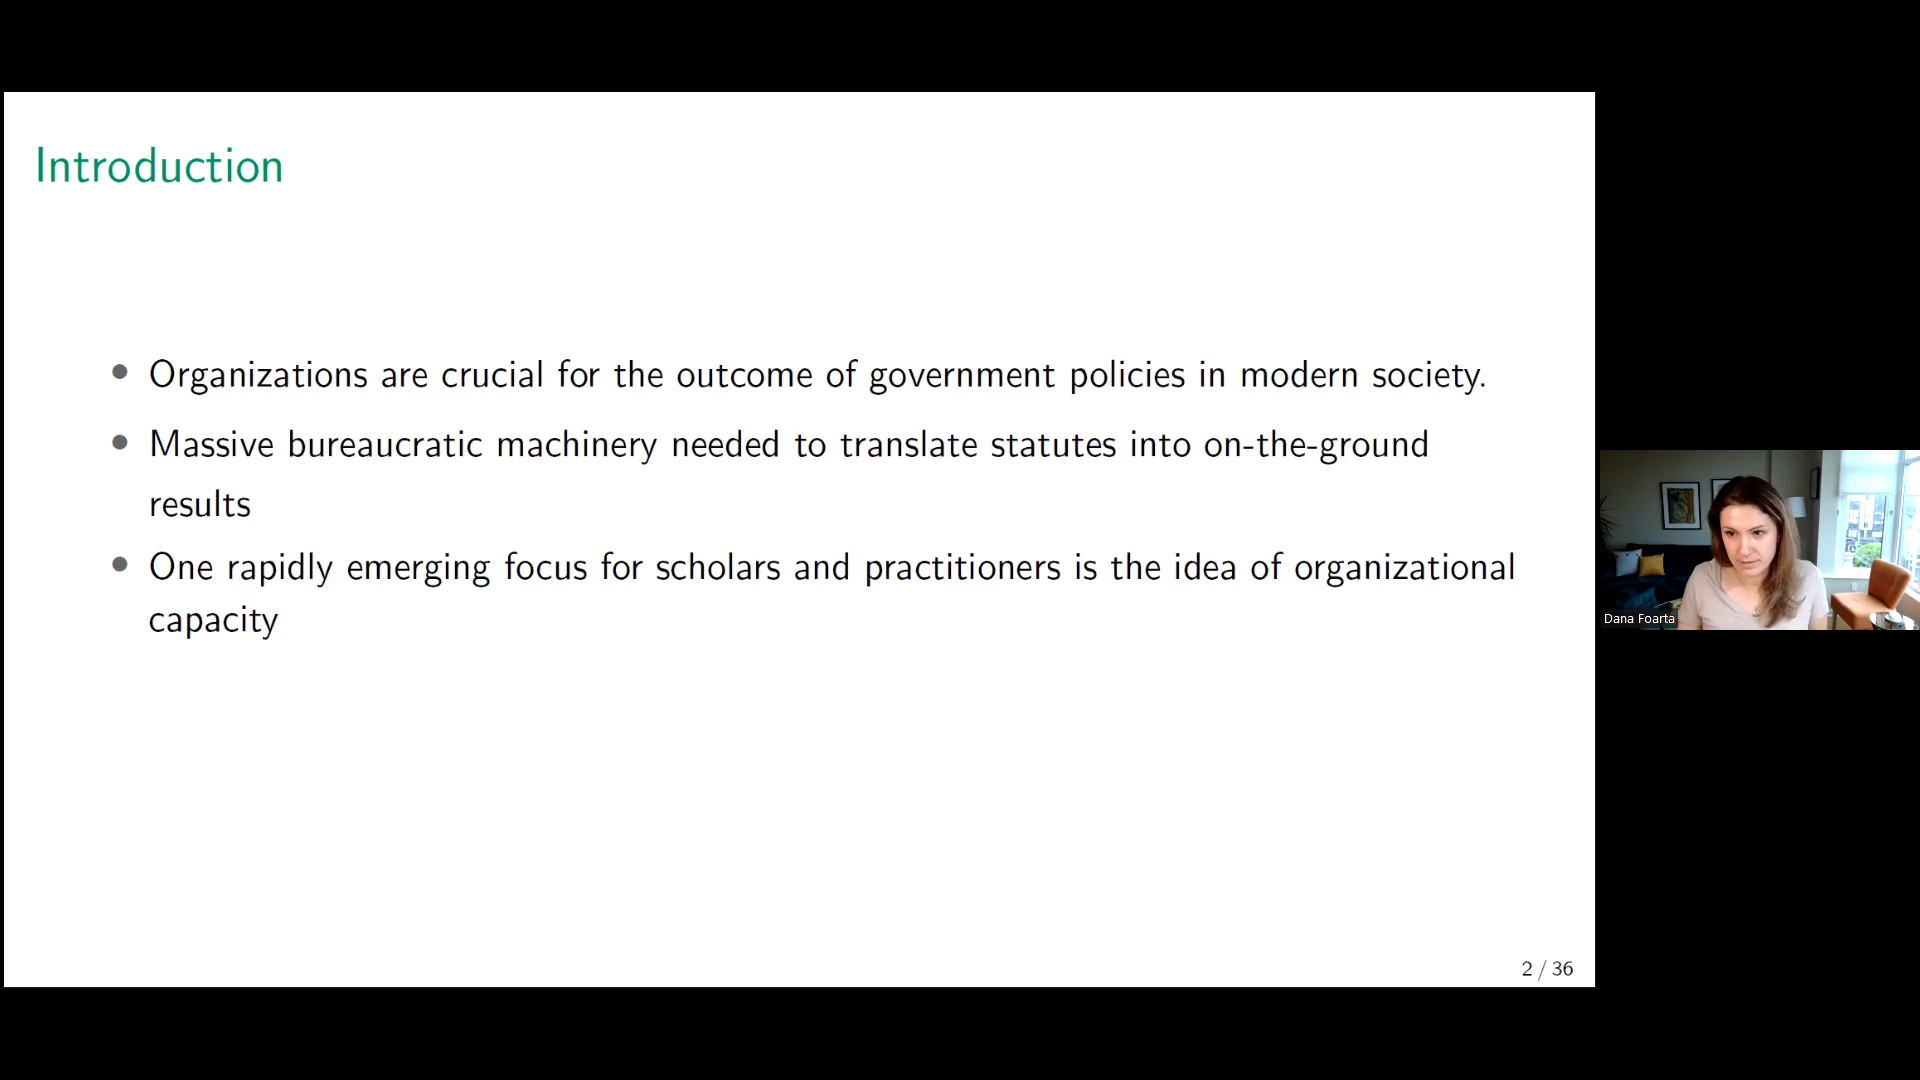 Introduction
• Organizations are crucial for the outcome of government policies in modern society.
• Massive bureaucratic machinery needed to translate statutes into on-the-ground
results
• One rapidly emerging focus for scholars and practitioners is the idea of organizational
capacity
Dana Foarta
2 / 36